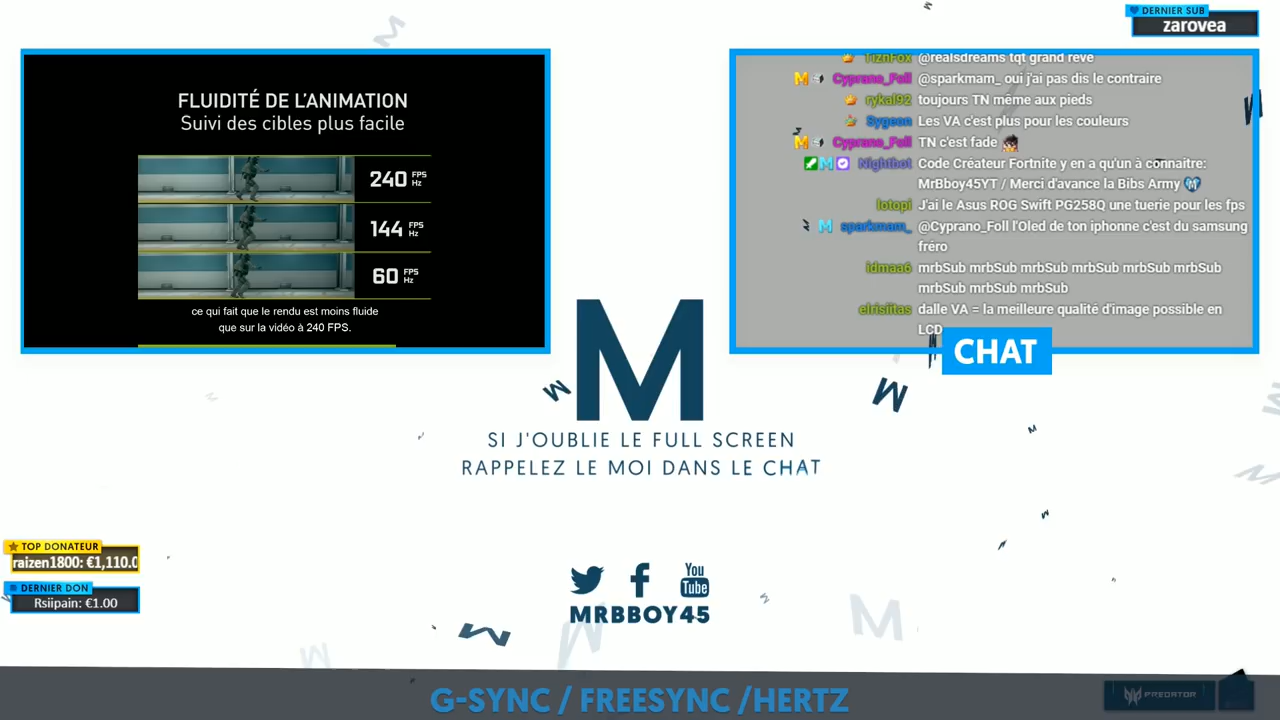 DERNIER SUB
zarovea
FLUIDITÉ DE L'ANIMATION
Suivi des cibles plus facile
240 FPS Hz
144 FPS Hz
60 FPS Hz
ce qui fait que le rendu est moins fluide
que sur la vidéo à 240 FPS.
TiznFox @realsdreams tqt grand reve
Cyprano_Foll @sparkmam_ oui j'ai pas dis le contraire
rykal92 toujours TN même aux pieds
Sygeon Les VA c'est plus pour les couleurs
Cyprano_Foll TN c'est fade
Nightbot Code Créateur Fortnite y en a qu'un à connaitre:
MrBboy45YT / Merci d'avance la Bibs Army
lotopi J'ai le Asus ROG Swift PG258Q une tuerie pour les fps
sparkmam_ @Cyprano_Foll l'Oled de ton iphonne c'est du samsung
fréro
idmaa6 mrbSub mrbSub mrbSub mrbSub mrbSub mrbSub
mrbSub mrbSub mrbSub
elrisiitas dalle VA = la meilleure qualité d'image possible en
LCD
CHAT
M
SI J'OUBLIE LE FULL SCREEN
RAPPELEZ LE MOI DANS LE CHAT
TOP DONATEUR
raizen1800: €1,110.0
DERNIER DON
Rsiipain: €1.00
You
Tube
MRBBOY45
G-SYNC / FREESYNC /HERTZ
PREDATOR